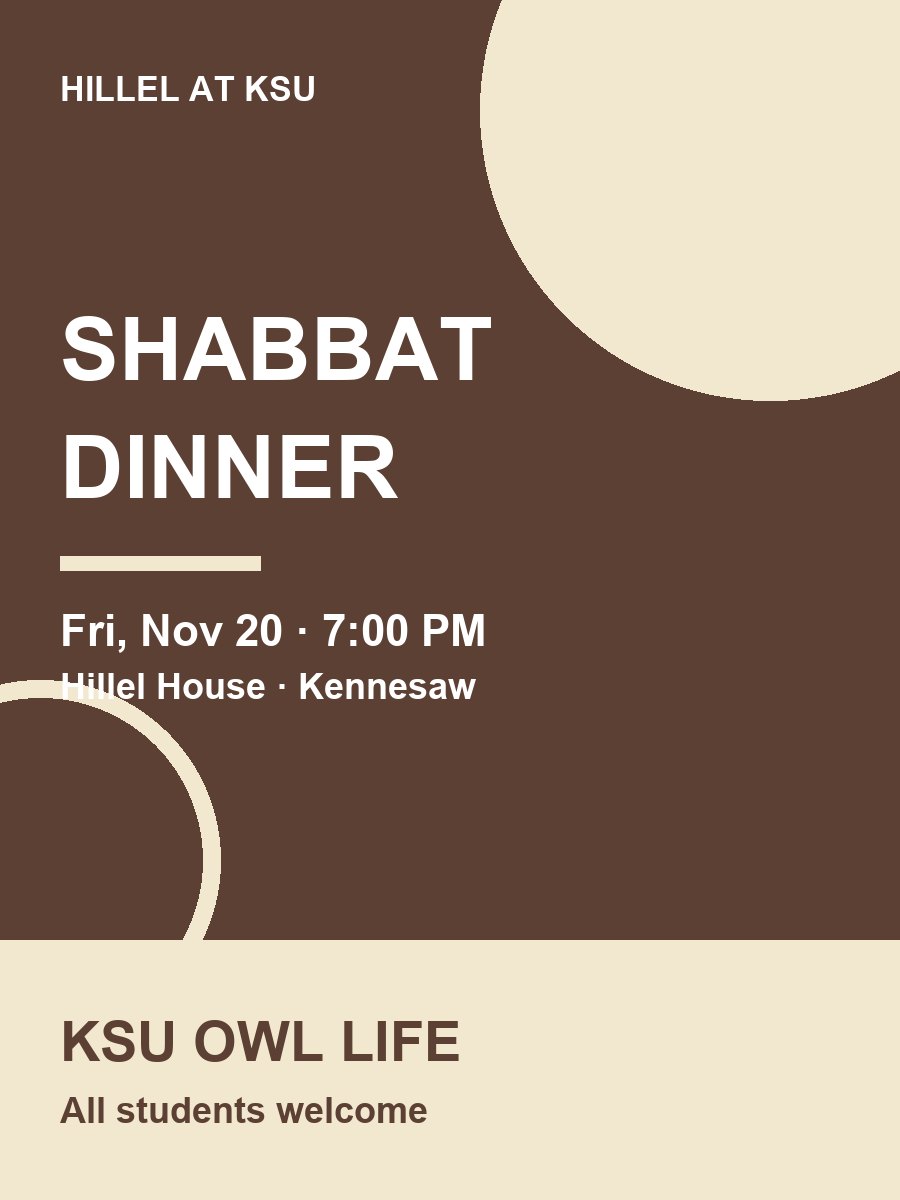 HILLEL AT KSU
SHABBAT
DINNER
Fri, Nov 20 · 7:00 PM
Hillel House · Kennesaw
KSU OWL LIFE
All students welcome